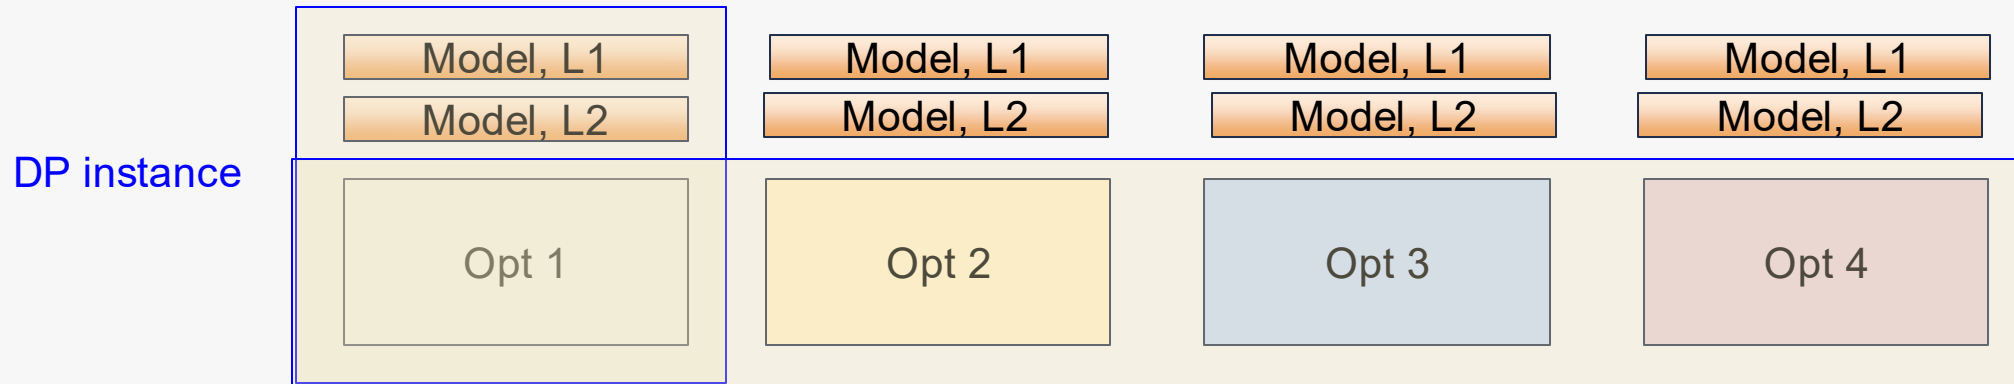 Model, L1
Model, L1
Model, L1
Model, L1
Model, L2
Model, L2
Model, L2
Model, L2
DP instance
Opt 1
Opt 2
Opt 3
Opt 4